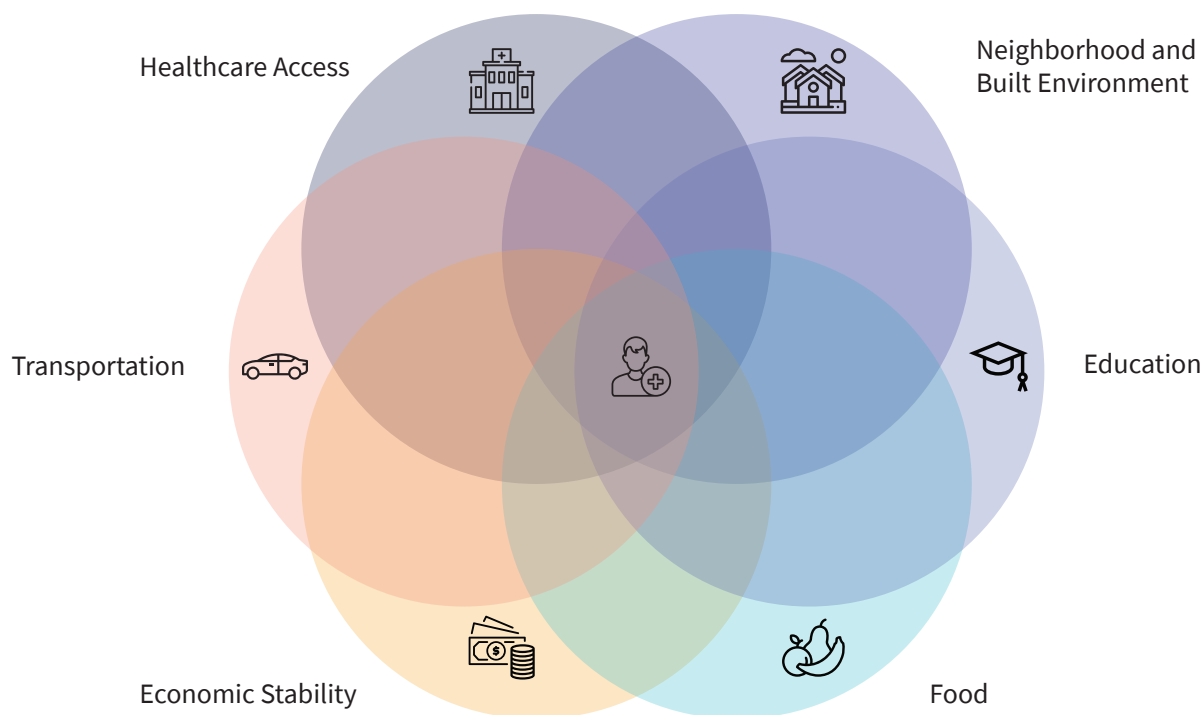 Healthcare Access
Neighborhood and
Built Environment
Transportation
Education
$
Economic Stability
Food